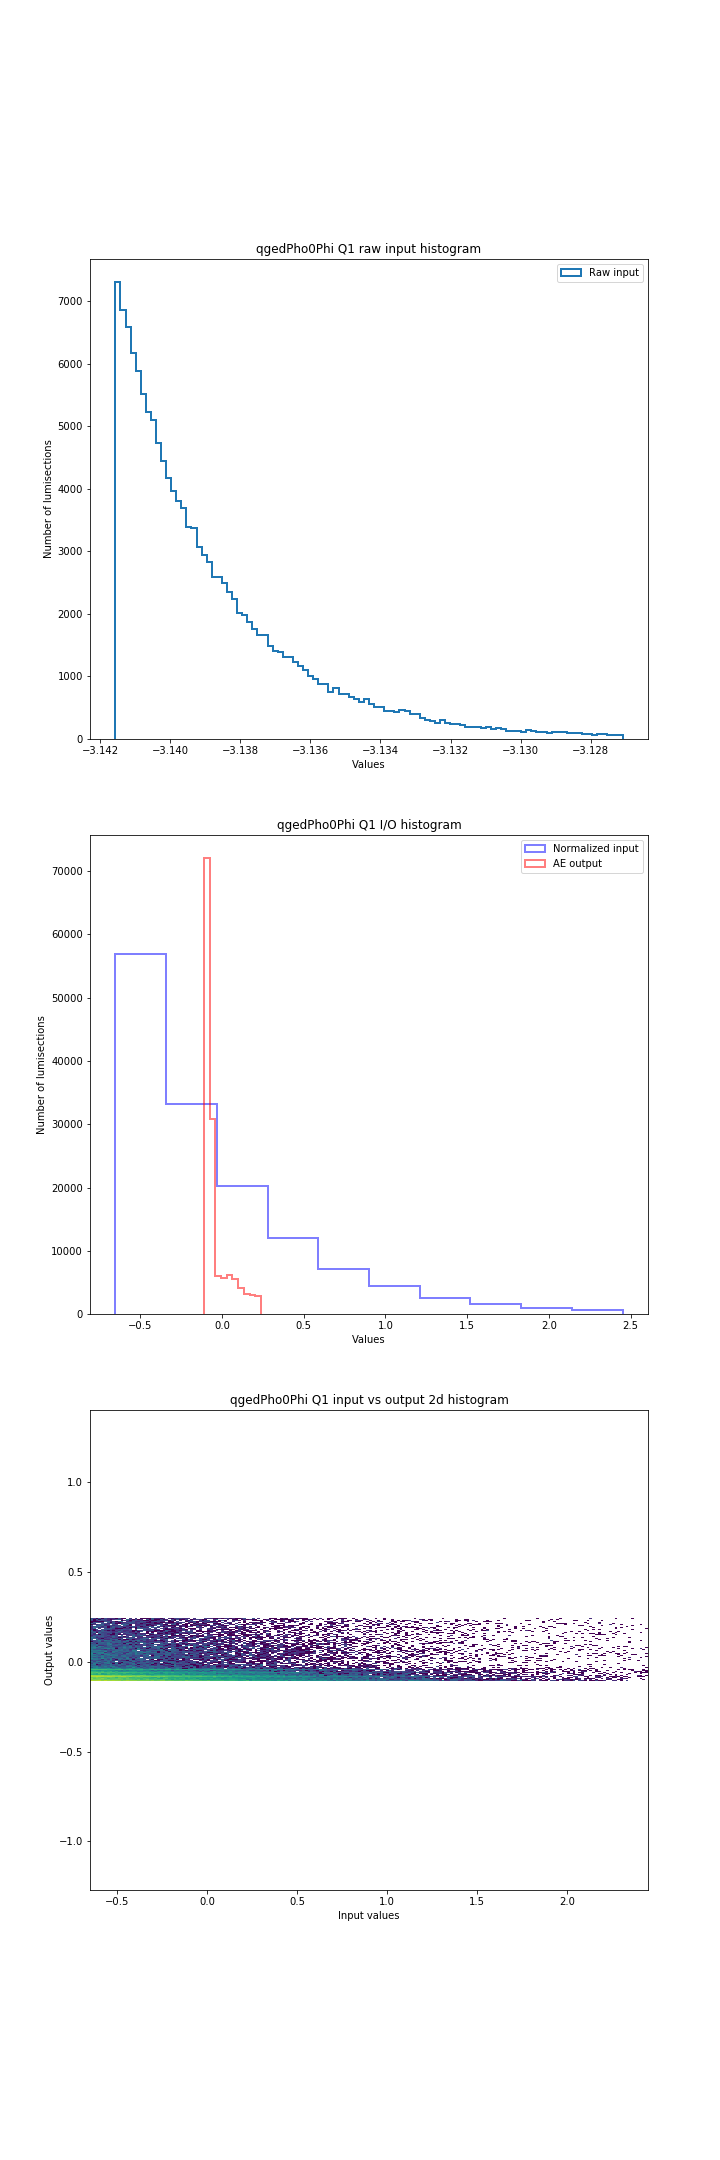 qgedPho0Phi Q1 raw input histogram
Raw input
7000
6000
5000
4000
3000
2000
1000
0
Number of lumisections
−3.142 −3.140 −3.138 −3.136 −3.134 −3.132 −3.130 −3.128
Values
qgedPho0Phi Q1 I/O histogram
Normalized input
AE output
70000
60000
50000
40000
30000
20000
10000
0
Number of lumisections
−0.5 0.0 0.5 1.0 1.5 2.0 2.5
Values
qgedPho0Phi Q1 input vs output 2d histogram
1.0
0.5
0.0
−0.5
−1.0
Output values
−0.5 0.0 0.5 1.0 1.5 2.0
Input values